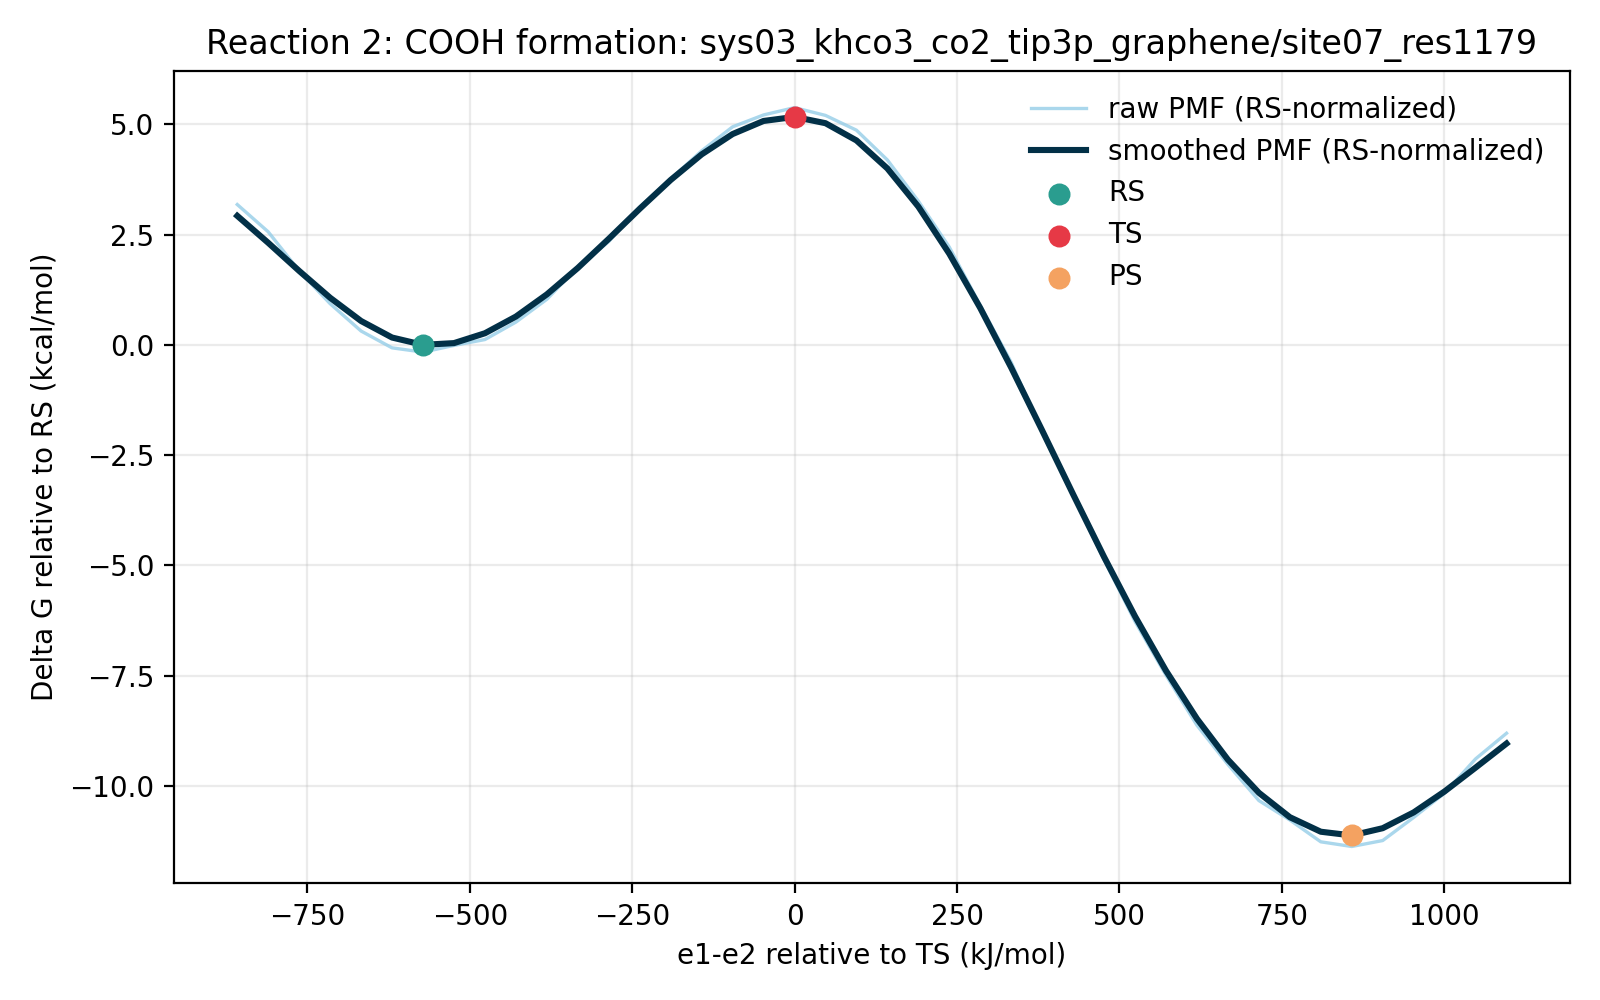 Reaction 2: COOH formation: sys03_khco3_co2_tip3p_graphene/site07_res1179
raw PMF (RS-normalized)
smoothed PMF (RS-normalized)
RS
TS
PS
Delta G relative to RS (kcal/mol)
5.0
2.5
0.0
−2.5
−5.0
−7.5
−10.0
−750
−500
−250
0
250
500
750
1000
e1-e2 relative to TS (kJ/mol)